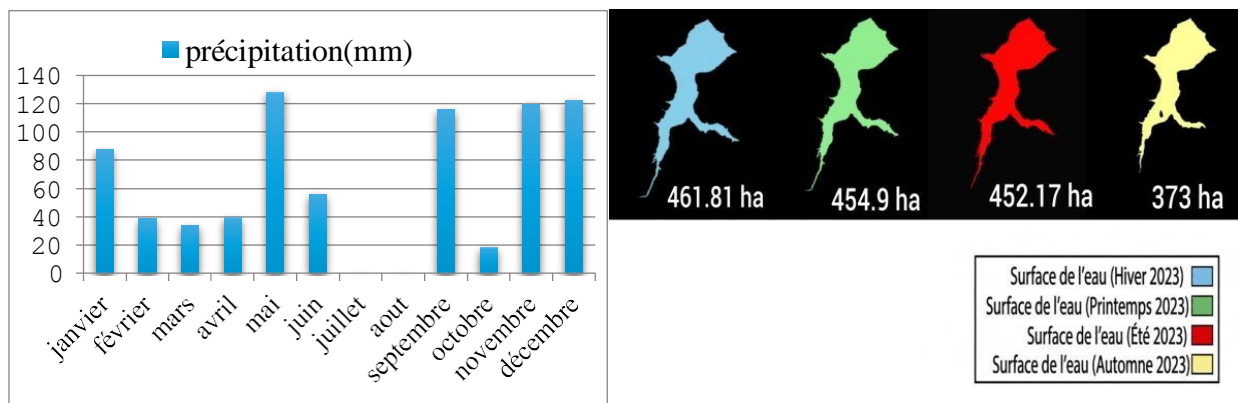 précipitation(mm)
140
120
100
80
60
40
20
0
janvier
février
mars
avril
mai
juin
juillet
aout
septembre
octobre
novembre
décembre
461.81 ha
454.9 ha
452.17 ha
373 ha
Surface de l'eau (Hiver 2023)
Surface de l'eau (Printemps 2023)
Surface de l'eau (Été 2023)
Surface de l'eau (Automne 2023)